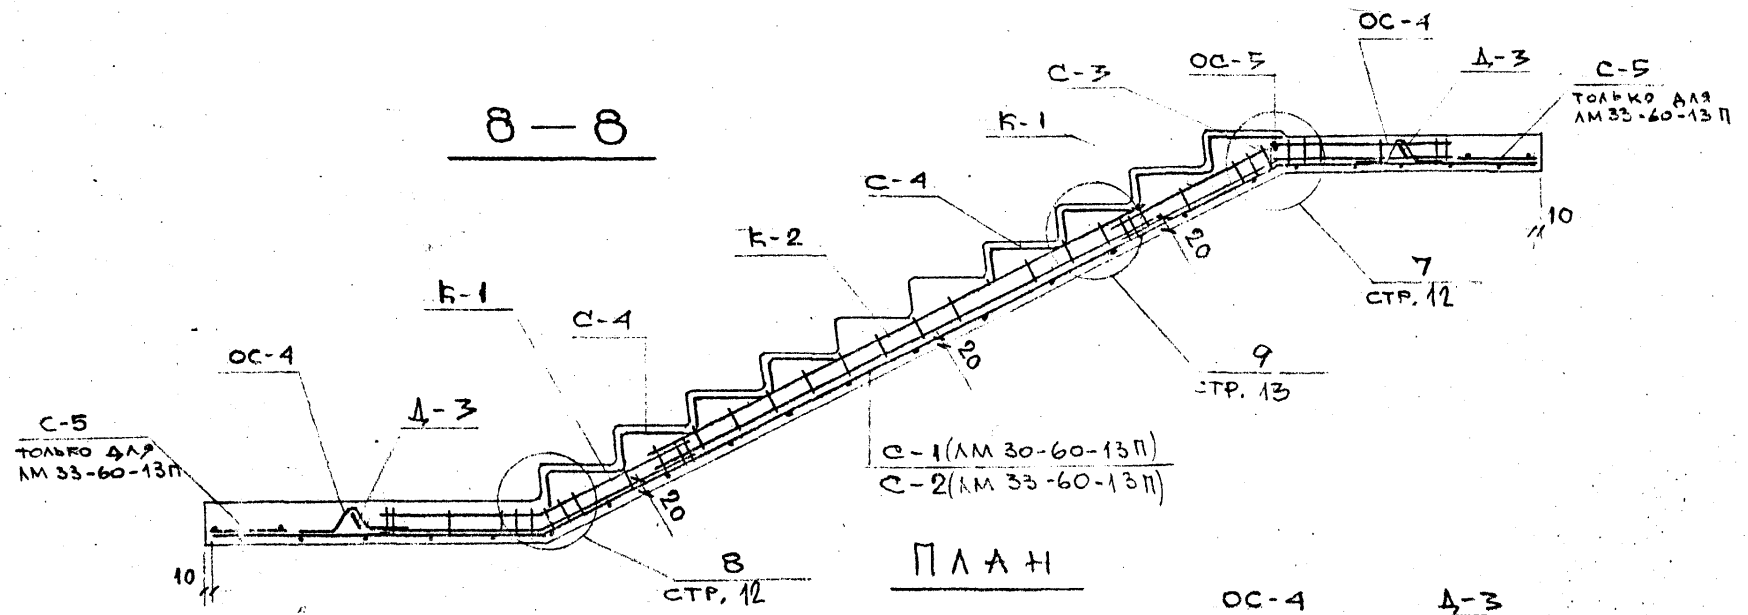 ОС-4
С-3
ОС-5
Д-3
С-5
ТОЛЬКО ДЛЯ
ЛМ 33-60-13П
8 — 8
К-1
С-4
10
К-2
20
7
СТР. 12
К-1
С-4
20
ОС-4
9
СТР. 13
Д-3
С-5
ТОЛЬКО ДЛЯ
ЛМ 33-60-13П
С-1(ЛМ 30-60-13П)
С-2(ЛМ 33-60-13П)
20
ПЛАН
10
8
СТР. 12
ОС-4
Д-3